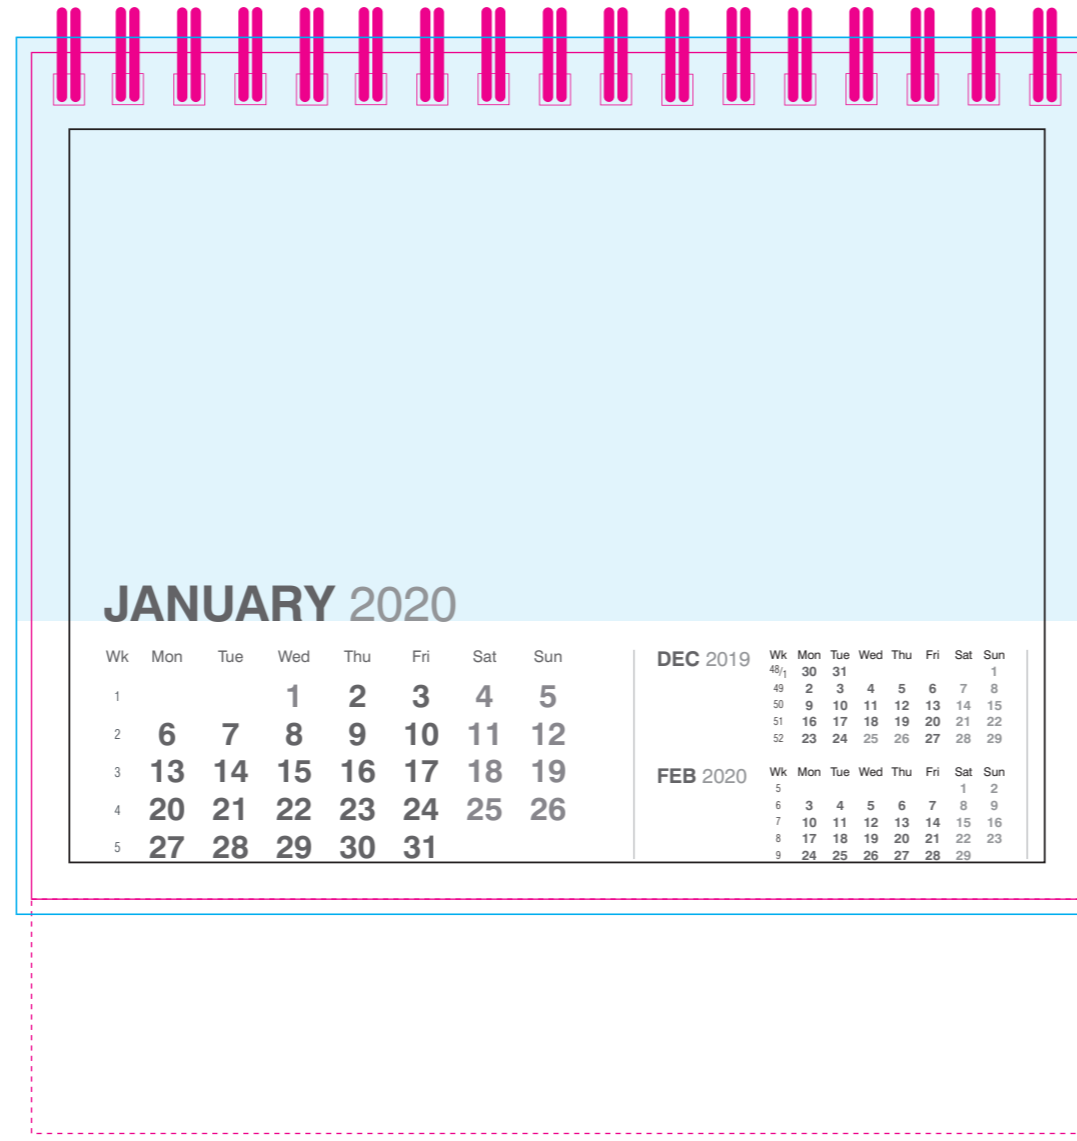 JANUARY 2020
Wk Mon Tue Wed Thu Fri Sat Sun
1 1 2 3 4 5
2 6 7 8 9 10 11 12
3 13 14 15 16 17 18 19
4 20 21 22 23 24 25 26
5 27 28 29 30 31
DEC 2019
Wk Mon Tue Wed Thu Fri Sat Sun
48/1 30 31 1
49 2 3 4 5 6 7 8
50 9 10 11 12 13 14 15
51 16 17 18 19 20 21 22
52 23 24 25 26 27 28 29
FEB 2020
Wk Mon Tue Wed Thu Fri Sat Sun
5 1 2
6 3 4 5 6 7 8 9
7 10 11 12 13 14 15 16
8 17 18 19 20 21 22 23
9 24 25 26 27 28 29